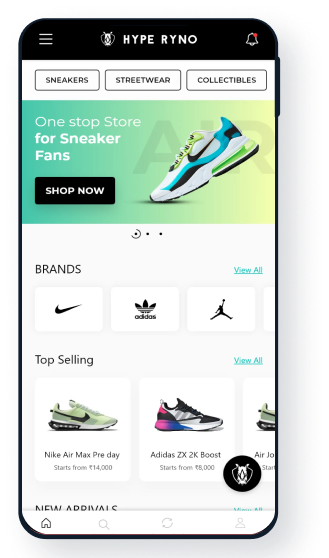 HYPE RYNO
SNEAKERS
STREETWEAR
COLLECTIBLES
AIR
One stop Store
for Sneaker
Fans
SHOP NOW
BRANDS
View All
adidas
Top Selling
View All
Nike Air Max Pre day
Starts from ₹14,000
Adidas ZX 2K Boost
Starts from ₹8,000
Air Jo
Start
NEW ARRIVALS
View All